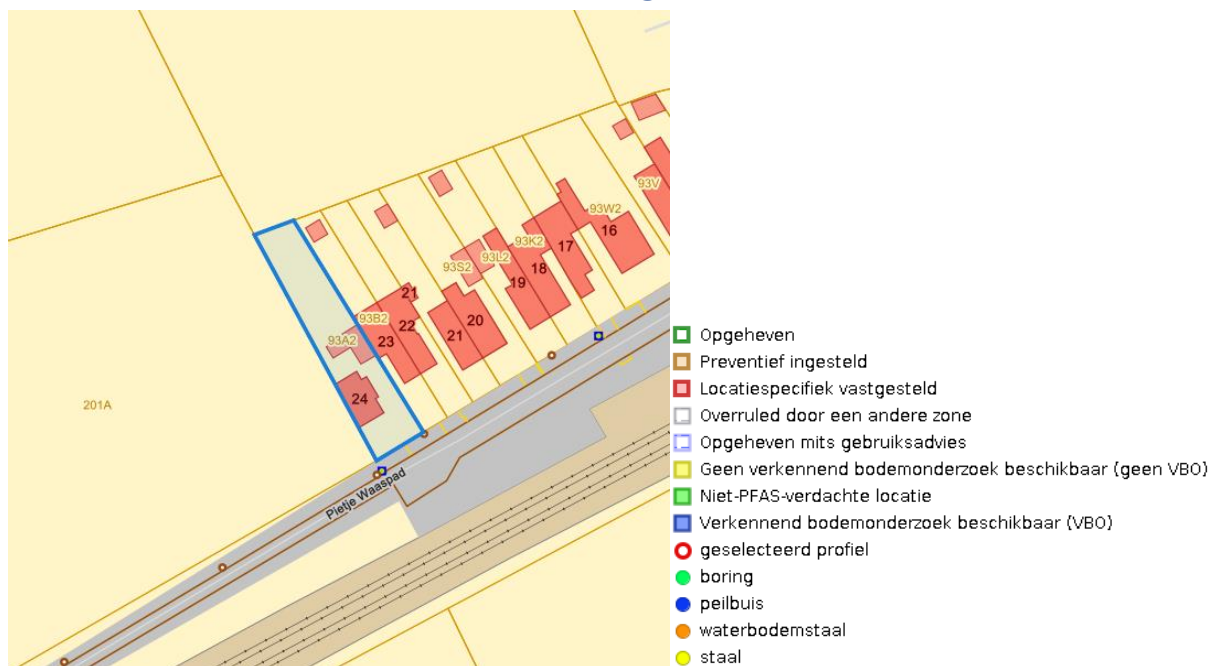 93V
93W2
16
17
93K2
18
93L2
19
93S2
20
21
21
22
93B2
23
93A2
24
201A
Pietje Waaspad
Opgeheven
Preventief ingesteld
Locatiespecifiek vastgesteld
Overruled door een andere zone
Opgeheven mits gebruiksadvies
Geen verkennend bodemonderzoek beschikbaar (geen VBO)
Niet-PFAS-verdachte locatie
Verkennend bodemonderzoek beschikbaar (VBO)
geselecteerd profiel
boring
peilbuis
waterbodemstaal
staal